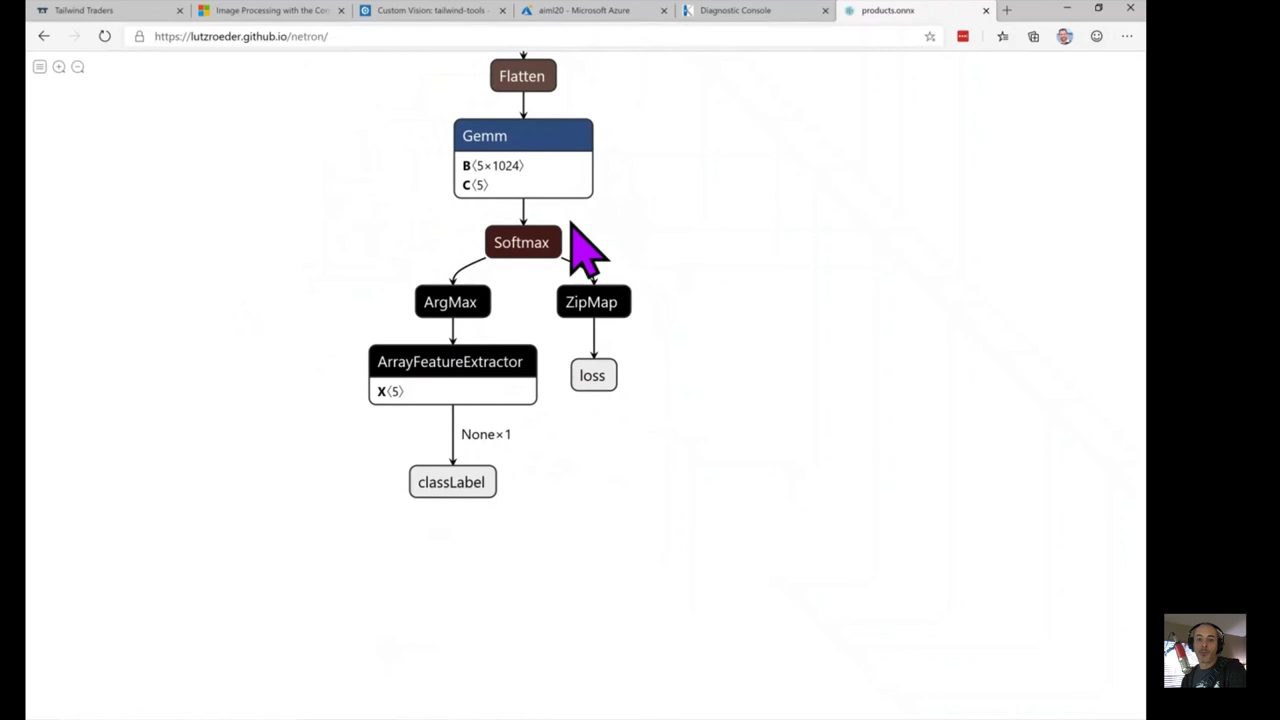 Tailwind Traders
Image Processing with the Co
Custom Vision: tailwind-tools -
aiml20 - Microsoft Azure
Diagnostic Console
products.onnx
https://lutzroeder.github.io/netron/
Flatten
Gemm
B⟨5×1024⟩
C⟨5⟩
Softmax
ArgMax
ZipMap
ArrayFeatureExtractor
loss
X⟨5⟩
None×1
classLabel